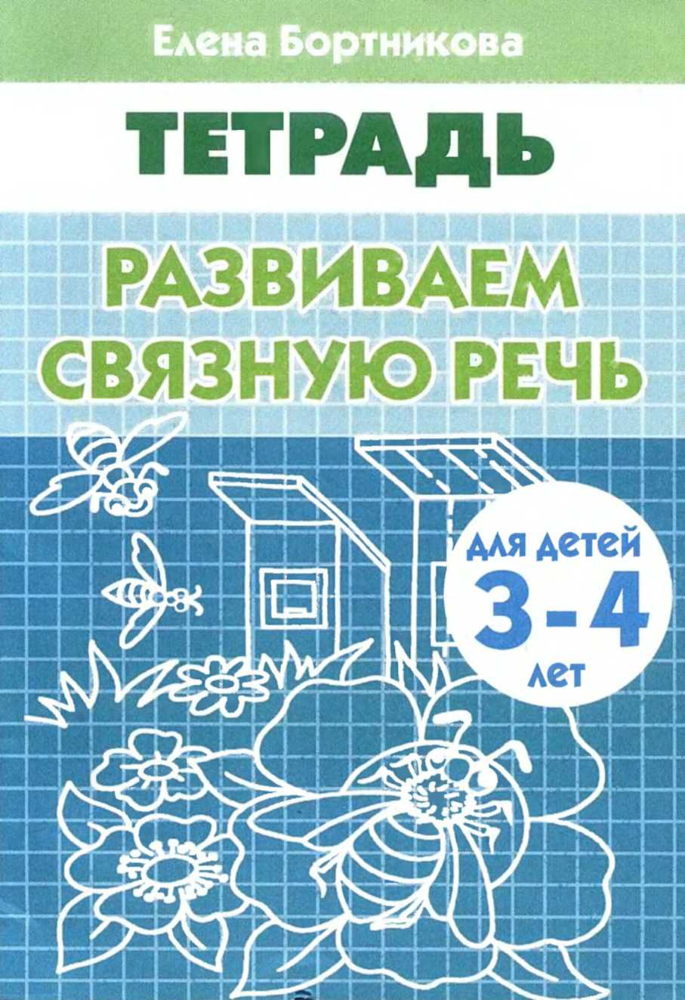 Елена Бортникова
ТЕТРАДЬ
РАЗВИВАЕМ
СВЯЗНУЮ РЕЧЬ
для детей
3-4
лет